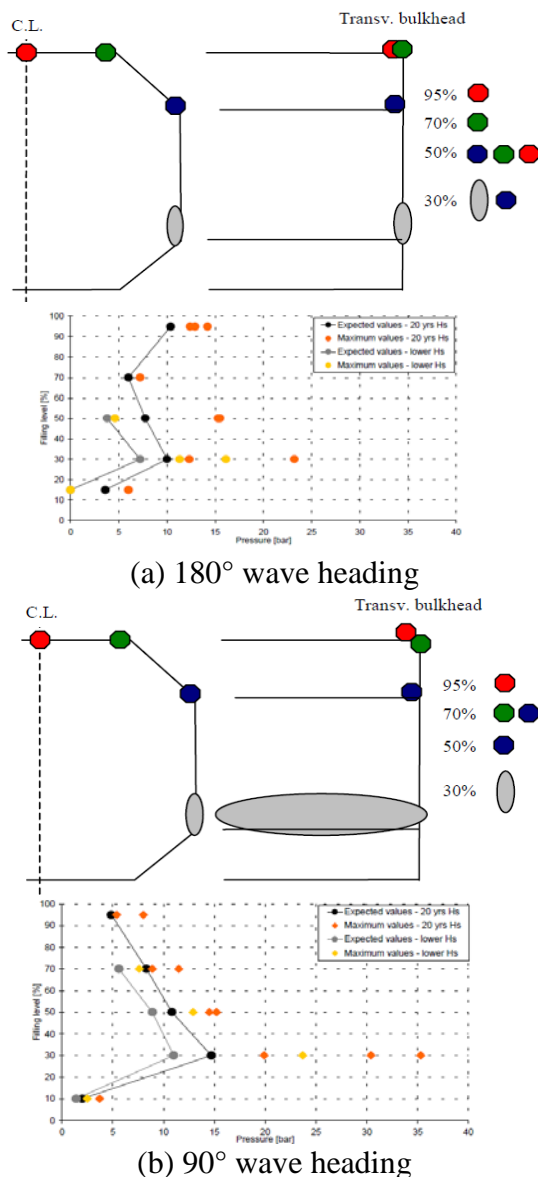 C.L.
Transv. bulkhead
95%
70%
50%
30%
100
90
80
70
60
50
40
30
20
10
0
Filling level [%]
Expected values - 20 yrs Hs
Maximum values - 20 yrs Hs
Expected values - lower Hs
Maximum values - lower Hs
0 5 10 15 20 25 30 35 40
Pressure [bar]
(a) 180° wave heading
C.L.
Transv. bulkhead
95%
70%
50%
30%
100
90
80
70
60
50
40
30
20
10
0
Filling level [%]
Expected values - 20 yrs Hs
Maximum values - 20 yrs Hs
Expected values - lower Hs
Maximum values - lower Hs
0 5 10 15 20 25 30 35 40
Pressure [bar]
(b) 90° wave heading